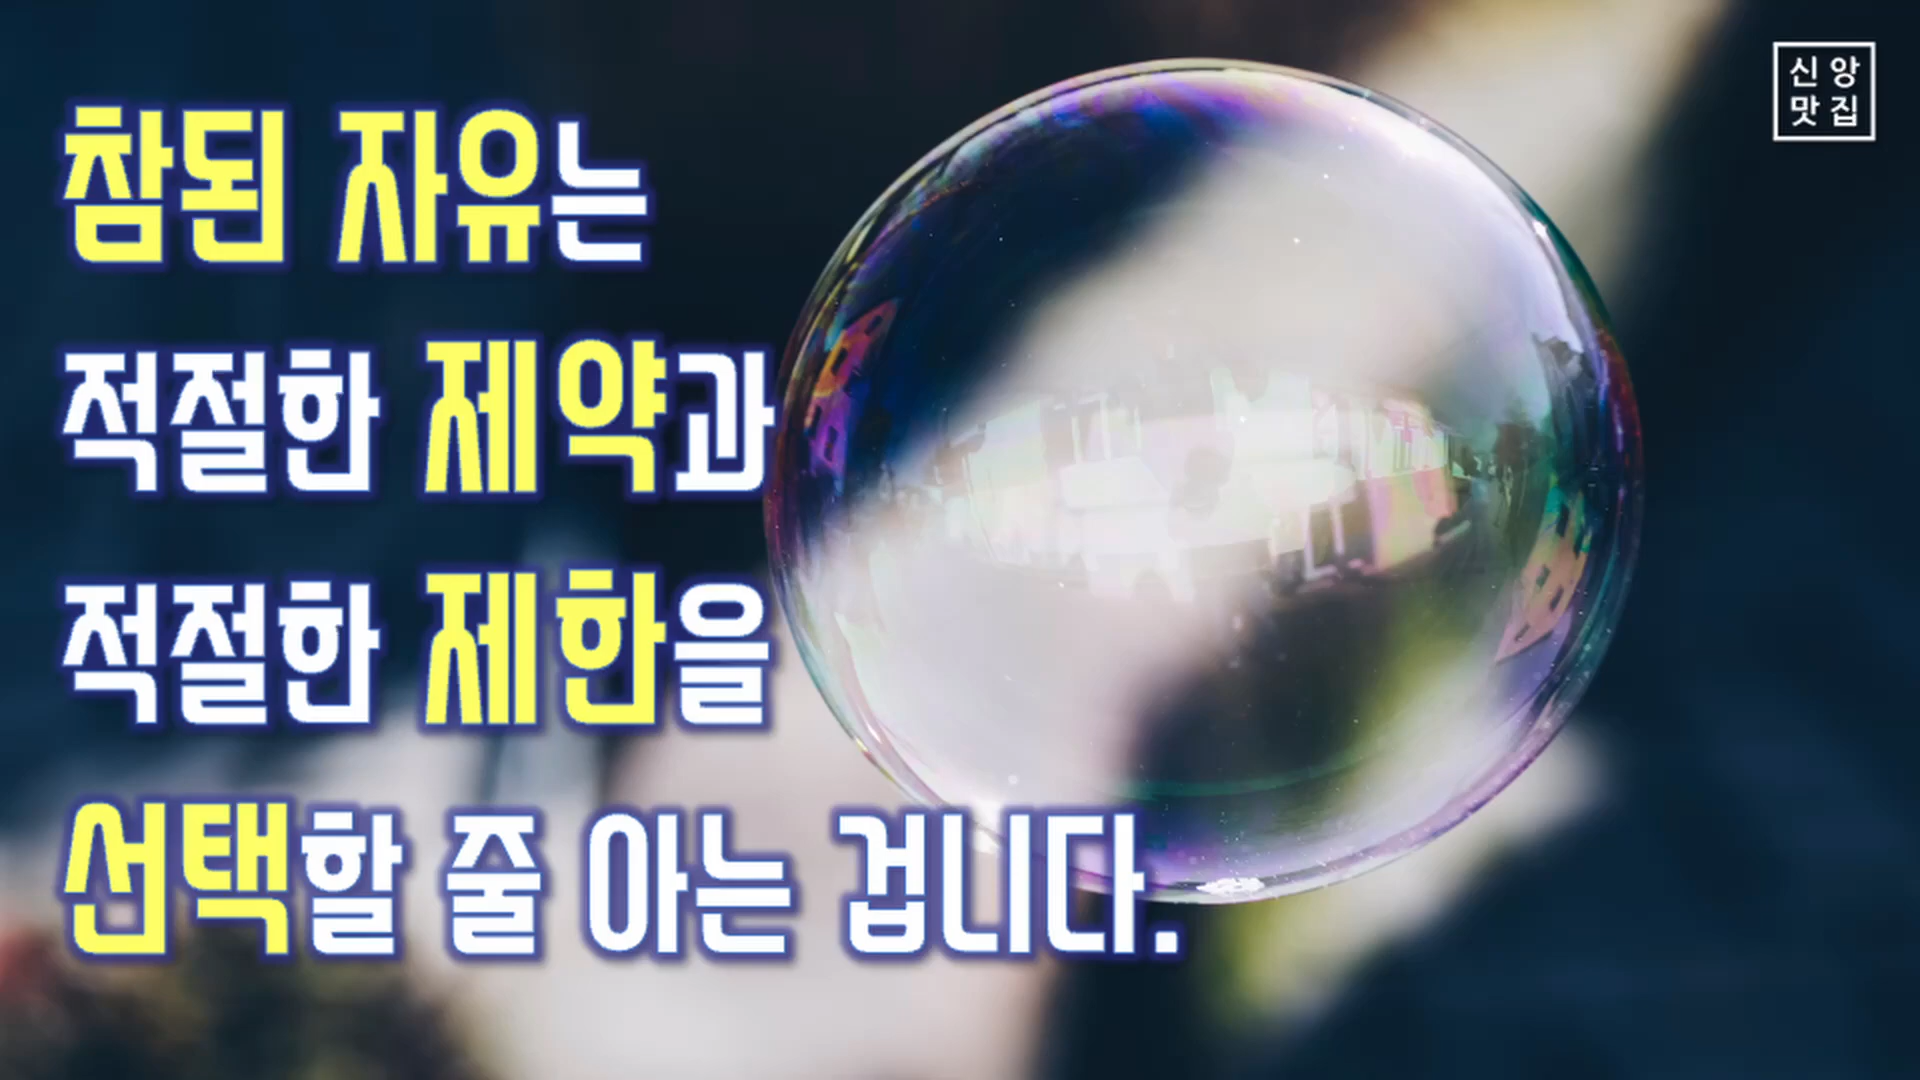 참된 자유는
적절한 제약과
적절한 제한을
선택할 줄 아는 겁니다.
신앙
맛집